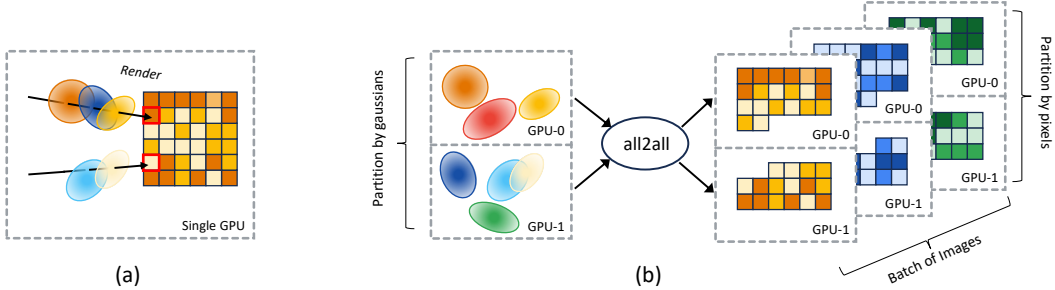 Render
Single GPU
(a)
Partition by gaussians
GPU-0
GPU-1
all2all
GPU-0
GPU-1
GPU-0
GPU-1
GPU-0
GPU-1
Partition by pixels
Batch of Images
(b)